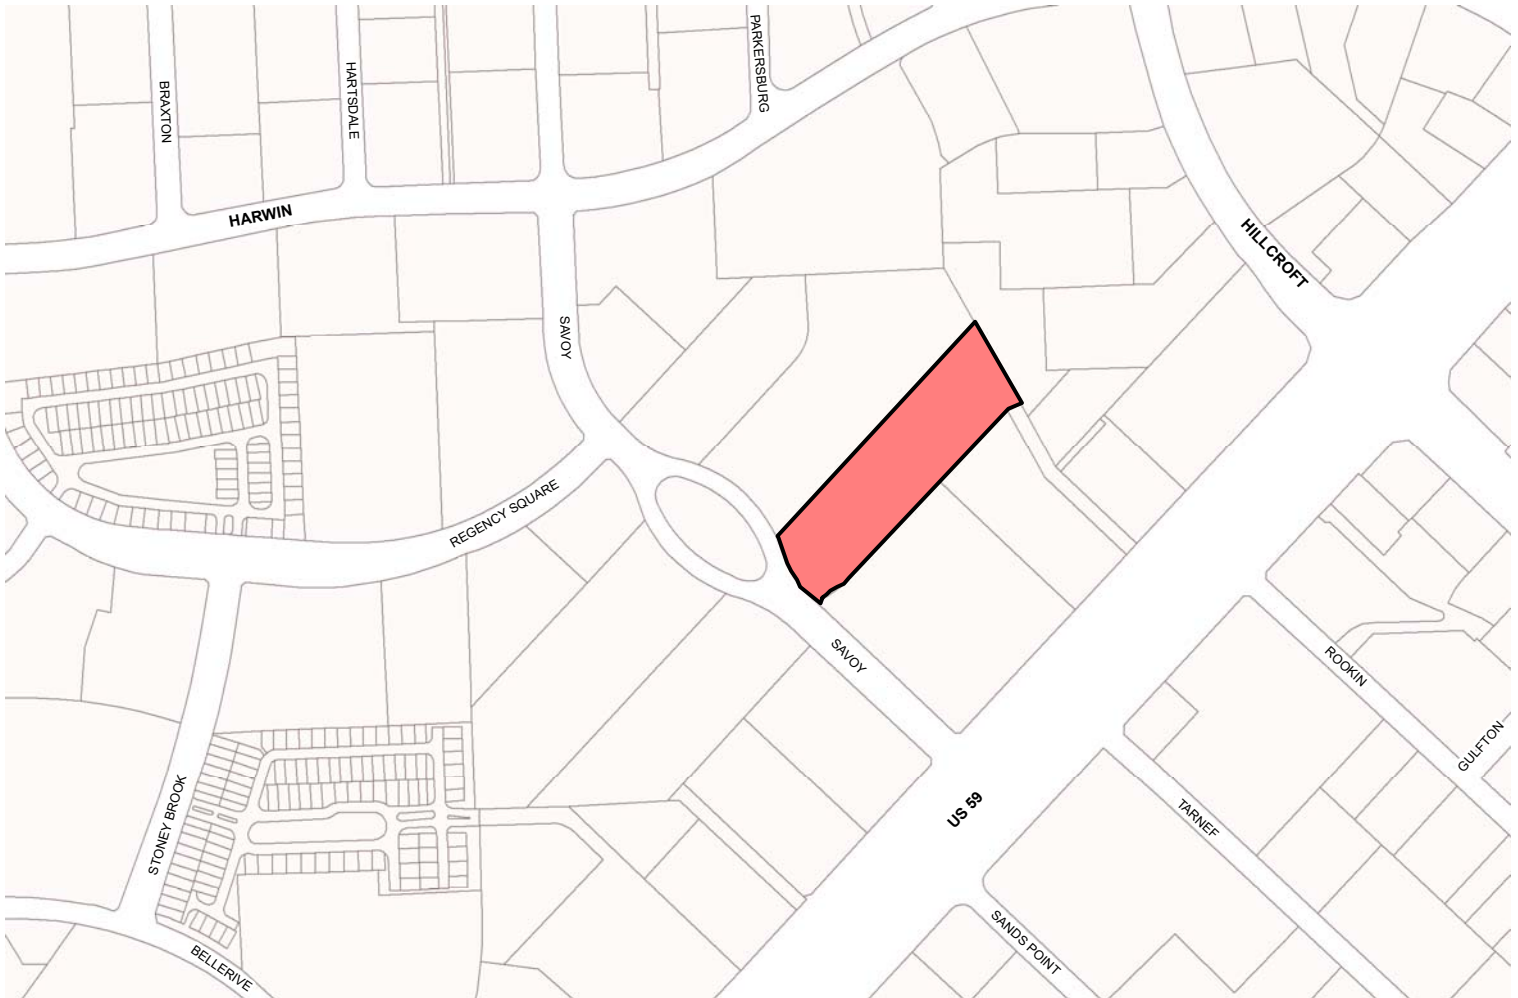 PARKERSBURG
HARTSDALE
BRAXTON
HARWIN
HILLCROFT
SAVOY
REGENCY SQUARE
SAVOY
ROOKIN
GULFTON
US 59
TARNEF
STONEY BROOK
SANDS POINT
BELLERIVE